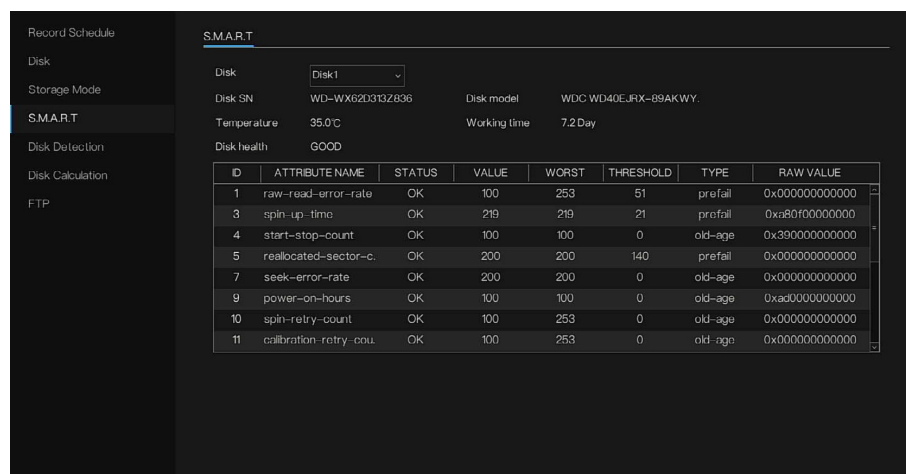 Record Schedule
Disk
Storage Mode
S.M.A.R.T
Disk Detection
Disk Calculation
FTP
S.M.A.R.T
Disk Disk1
Disk SN WD-WX62D313Z836 Disk model WDC WD40EJRX-89AKWY.
Temperature 35.0℃ Working time 7.2 Day
Disk health GOOD
ID ATTRIBUTE NAME STATUS VALUE WORST THRESHOLD TYPE RAW VALUE
1 raw-read-error-rate OK 100 253 51 prefail 0x000000000000
3 spin-up-time OK 219 219 21 prefail 0xa80f00000000
4 start-stop-count OK 100 100 0 old-age 0x390000000000
5 reallocated-sector-c. OK 200 200 140 prefail 0x000000000000
7 seek-error-rate OK 200 200 0 old-age 0x000000000000
9 power-on-hours OK 100 100 0 old-age 0xad0000000000
10 spin-retry-count OK 100 253 0 old-age 0x000000000000
11 calibration-retry-cou. OK 100 253 0 old-age 0x000000000000